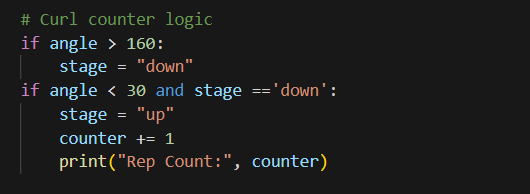 # Curl counter logic
if angle > 160:
    stage = "down"
if angle < 30 and stage =='down':
    stage = "up"
    counter += 1
    print("Rep Count:", counter)